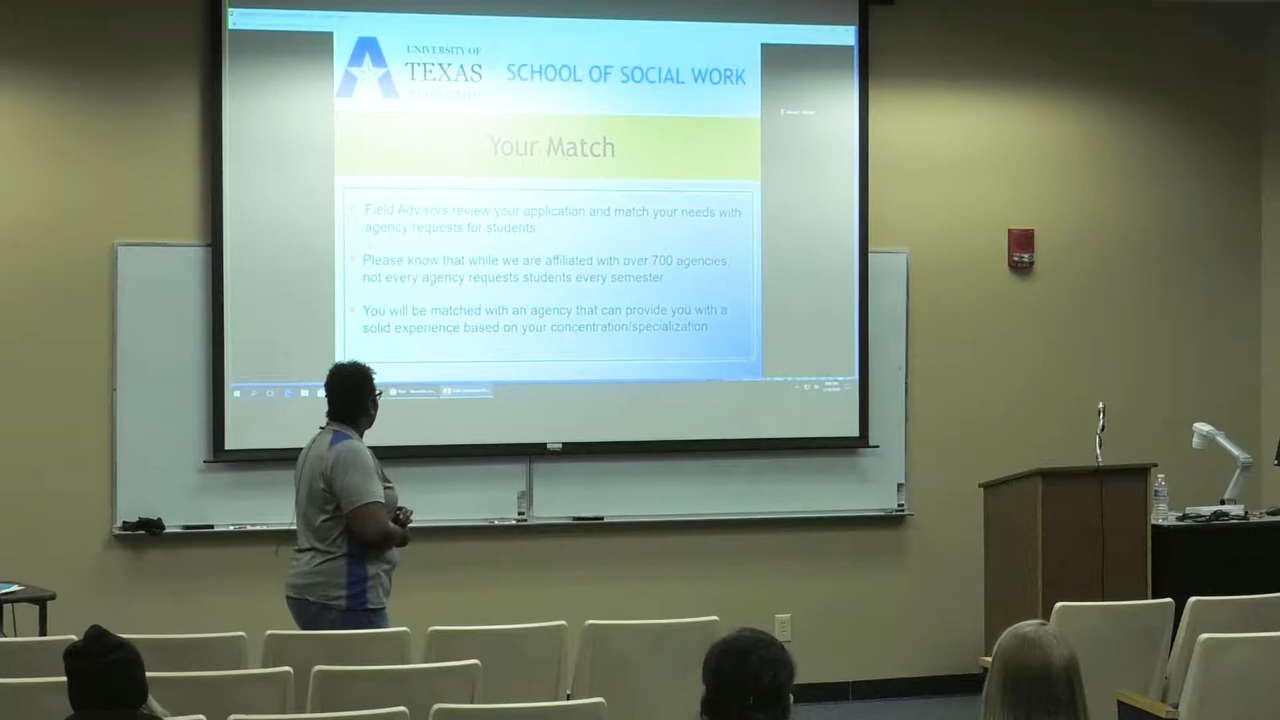 UNIVERSITY OF
TEXAS
ARLINGTON
SCHOOL OF SOCIAL WORK
Your Match
Field Advisors review your application and match your needs with
agency requests for students
Please know that while we are affiliated with over 700 agencies,
not every agency requests students every semester
You will be matched with an agency that can provide you with a
solid experience based on your concentration/specialization